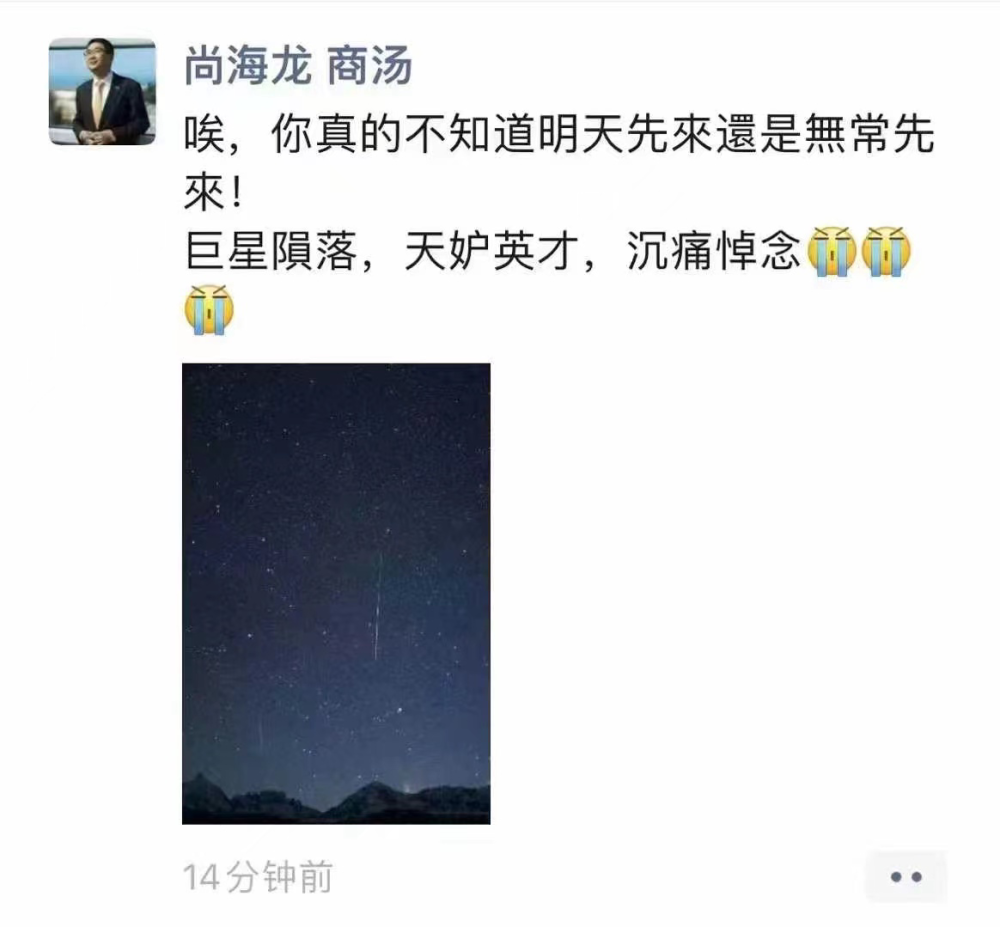 尚海龙 商汤
唉，你真的不知道明天先來還是無常先
來！
巨星隕落，天妒英才，沉痛悼念😭😭
😭
14分钟前